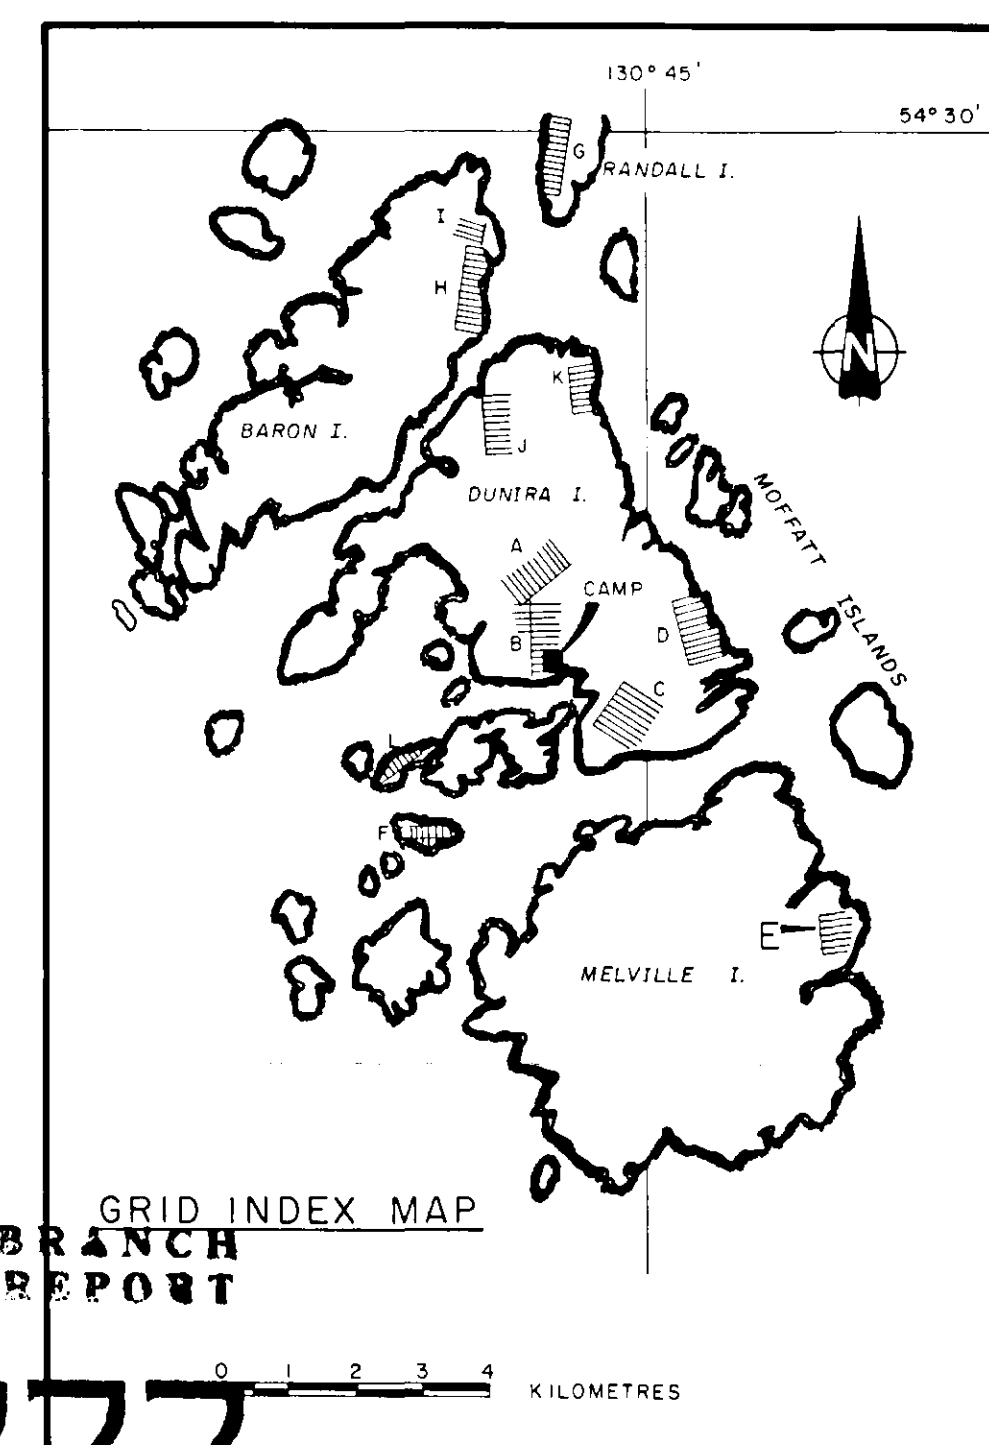 130° 45'
54° 30'
G
RANDALL I.
I
H
N
K
BARON I.
J
DUNIRA I.
MOFFATT ISLANDS
A
CAMP
B
D
C
L
F
E
MELVILLE I.
GRID INDEX MAP
BRANCH
REPORT
0 1 2 3 4
KILOMETRES